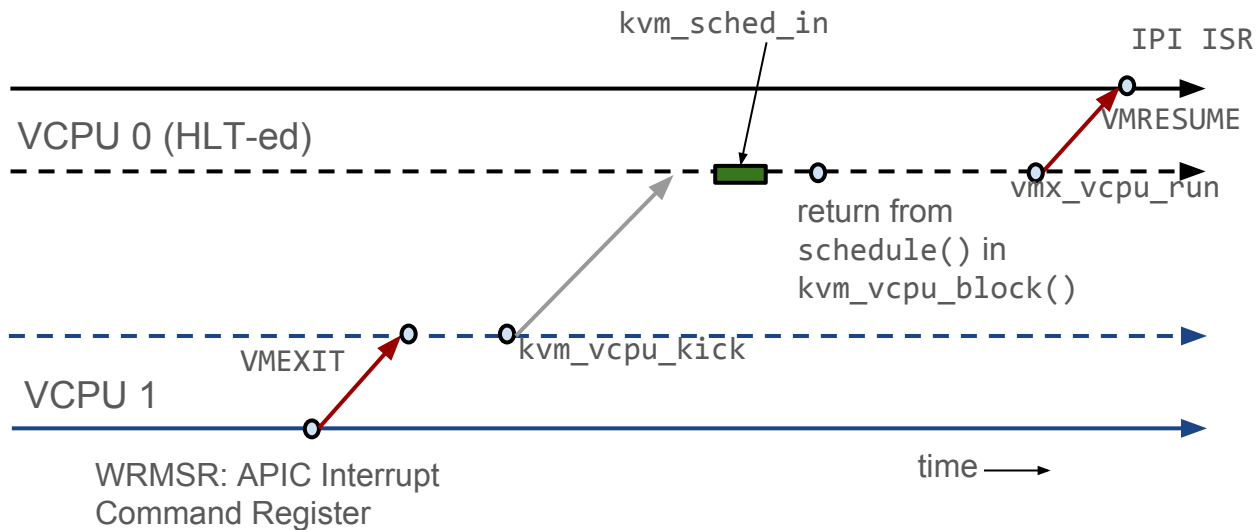 kvm_sched_in
IPI ISR
VCPU 0 (HLT-ed)
VMRESUME
vmx_vcpu_run
return from
schedule() in
kvm_vcpu_block()
kvm_vcpu_kick
VMEXIT
VCPU 1
time
WRMSR: APIC Interrupt
Command Register